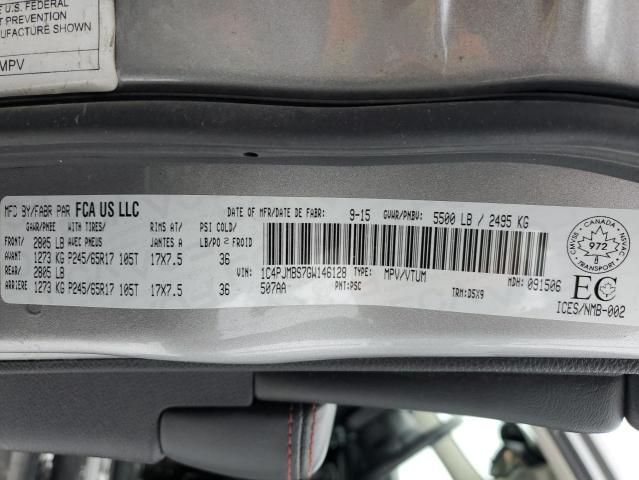 E U.S. FEDERAL
T PREVENTION
NUFACTURE SHOWN
MPV
MFD BY/FABR PAR FCA US LLC
DATE OF MFR/DATE DE FABR: 9-15 GVWR/PNBV: 5500 LB / 2495 KG
GAWR/PNBE WITH TIRES/ RIMS AT/ PSI COLD/
FRONT/ 2805 LB AVEC PNEUS JANTES A LB/PO 2 FROID
AVANT 1273 KG P245/65R17 105T 17X7.5 36
REAR/ 2805 LB
ARRIERE 1273 KG P245/65R17 105T 17X7.5 36
VIN: 1C4PJMBS7GW146128 TYPE: MPV/VTUM MDH: 091506
507AA PNT:PSC TRM:D5X9
CANADA
972
TRANSPORT
EC
ICES/NMB-002